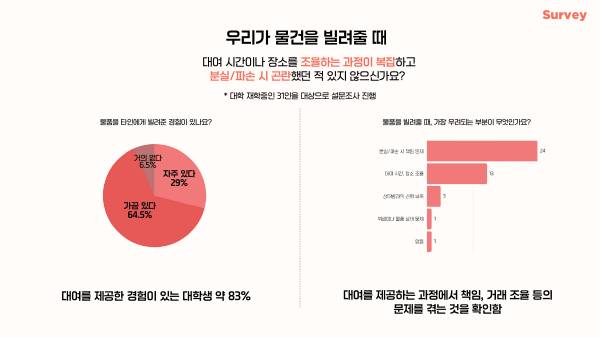 Survey
우리가 물건을 빌려줄 때
대여 시간이나 장소를 조율하는 과정이 복잡하고
분실/파손 시 곤란했던 적 있지 않으신가요?
* 대학 재학중인 31인을 대상으로 설문조사 진행
물품을 타인에게 빌려준 경험이 있나요?
거의 없다
6.5%
자주 있다
29%
가끔 있다
64.5%
대여를 제공한 경험이 있는 대학생 약 83%
물품을 빌려줄 때, 가장 우려되는 부분이 무엇인가요?
분실/파손 시 책임 문제
24
대여 시간, 장소 조율
13
상대방과의 신뢰
3
1
없음
1
대여를 제공하는 과정에서 책임, 거래 조율 등의
문제를 겪는 것을 확인함